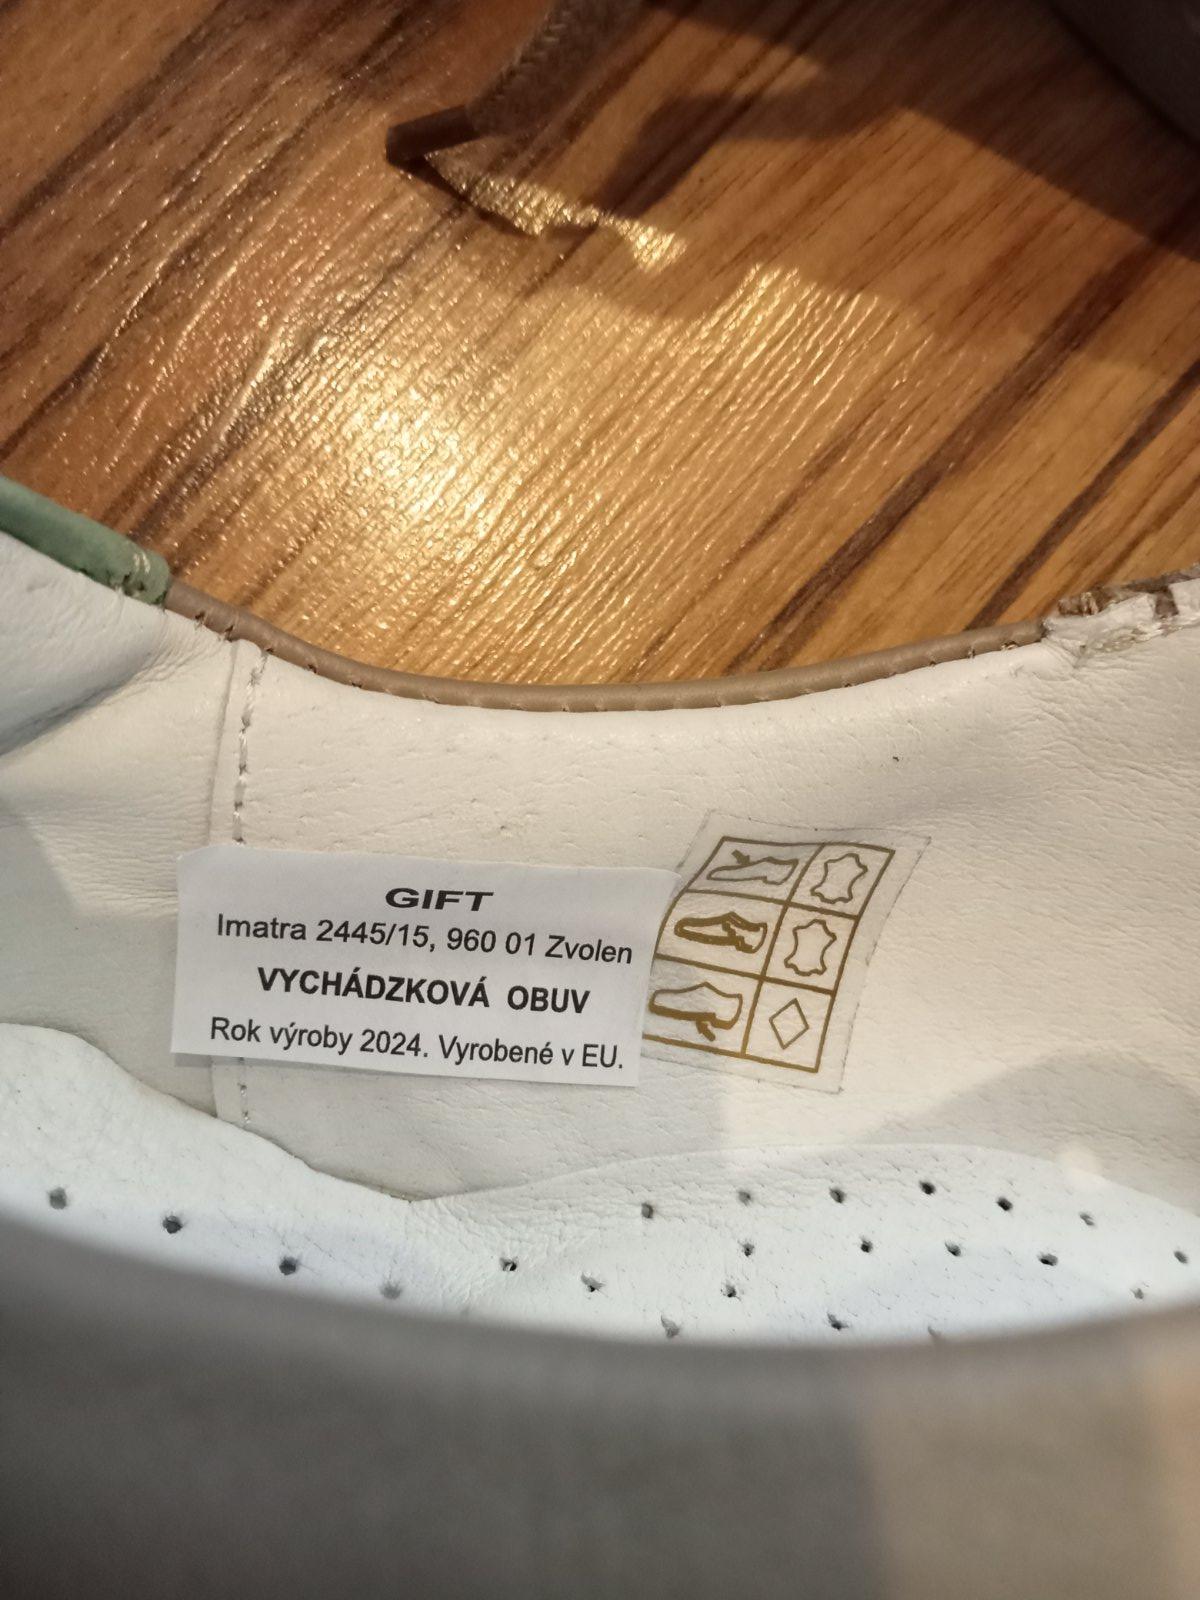 GIFT
Imatra 2445/15, 960 01 Zvolen
VYCHÁDZKOVÁ OBUV
Rok výroby 2024. Vyrobené v EU.